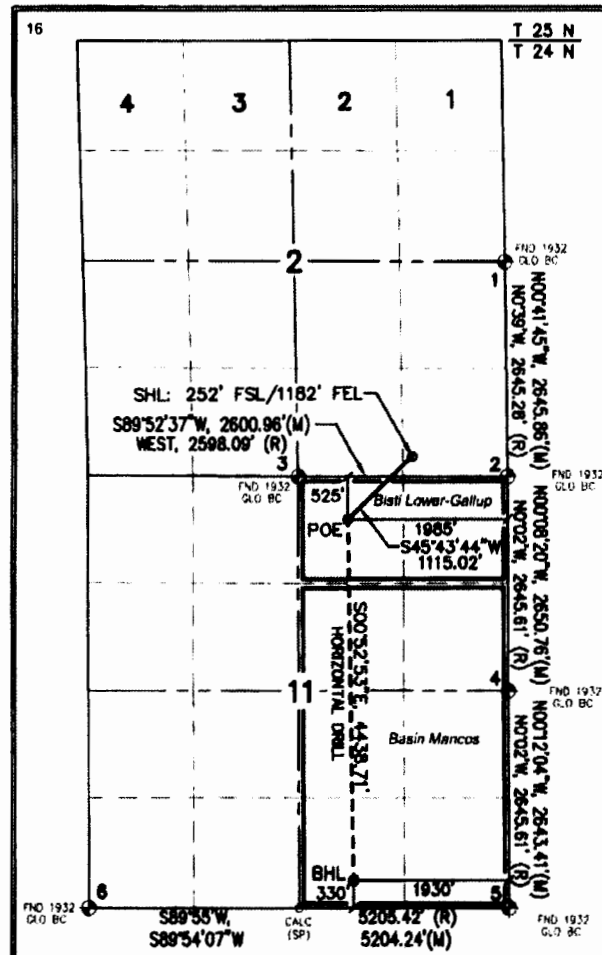 16
T 25 N
T 24 N
4 3 2 1
2
FND 1932
GLO BC
1
N00°41'45"W, 2645.86'(M)
N0°39'W, 2645.28' (R)
SHL: 252' FSL/1182' FEL
S89°52'37"W, 2600.96'(M)
WEST, 2598.09' (R)
3
FND 1932
GLO BC
2
FND 1932
GLO BC
525'
Bisti Lower-Gallup
POE
1985'
S45°43'44"W
1115.02'
N00°08'20"W, 2650.76'(M)
N0°02'W, 2645.61' (R)
S00°52'53"E, 4438.71'
HORIZONTAL DRILL
11
4
FND 1932
GLO BC
Basin Mancos
N00°12'04"W, 2643.41'(M)
N0°02'W, 2645.61' (R)
BHL
330'
1930'
6
FND 1932
GLO BC
S89°55'W,
S89°54'07"W
CALC
(SP)
5205.42' (R)
5204.24'(M)
5
FND 1932
GLO BC